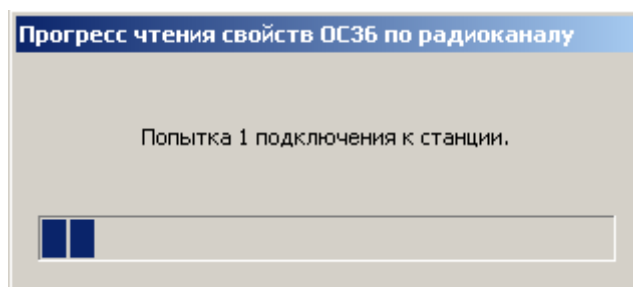 Прогресс чтения свойств ОС36 по радиоканалу
Попытка 1 подключения к станции.